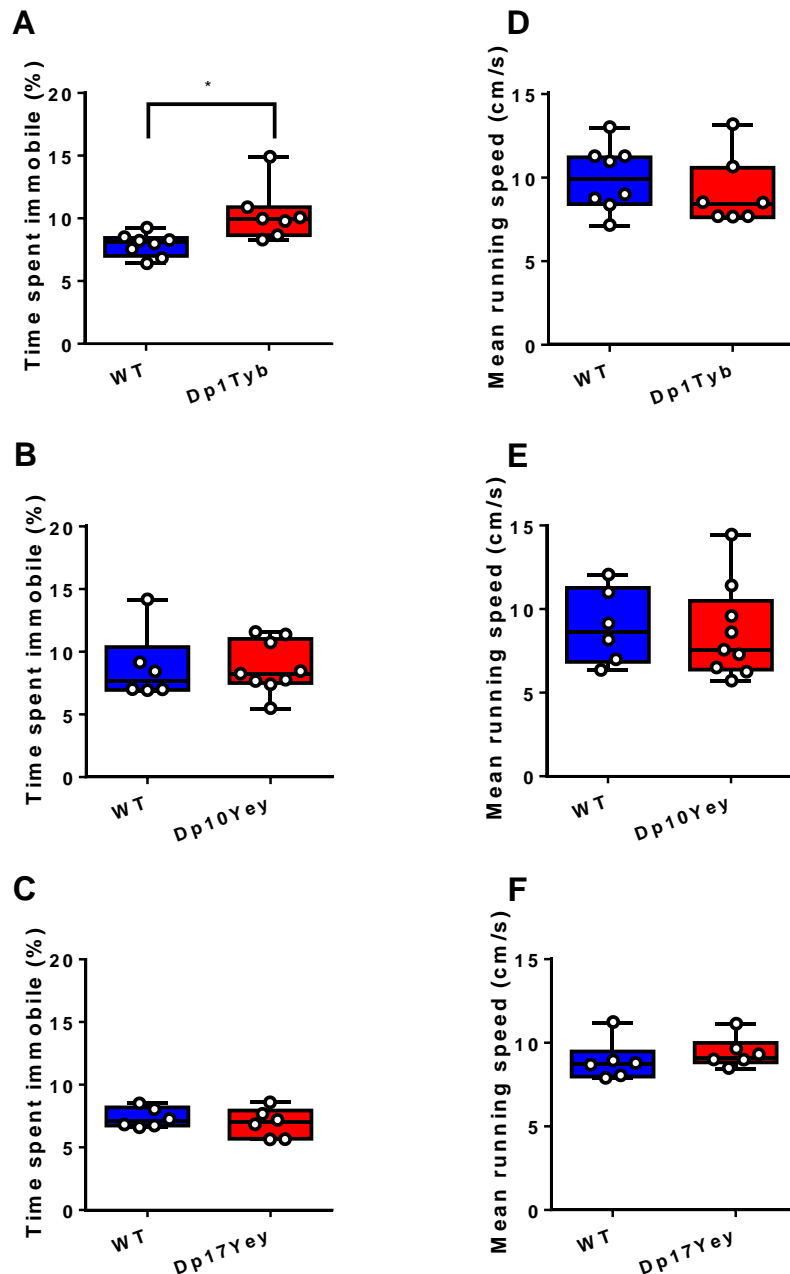 A
Time spent immobile (%)
20
15
10
5
0
*
WT
Dp1Tyb
D
Mean running speed (cm/s)
15
10
5
0
WT
Dp1Tyb
B
Time spent immobile (%)
20
15
10
5
0
WT
Dp10Yey
E
Mean running speed (cm/s)
15
10
5
0
WT
Dp10Yey
C
Time spent immobile (%)
20
15
10
5
0
WT
Dp17Yey
F
Mean running speed (cm/s)
15
10
5
0
WT
Dp17Yey